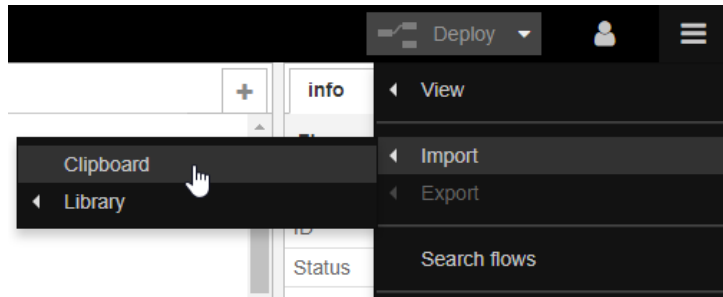 Deploy
+
info
View
Import
Clipboard
Export
Library
ID
Status
Search flows